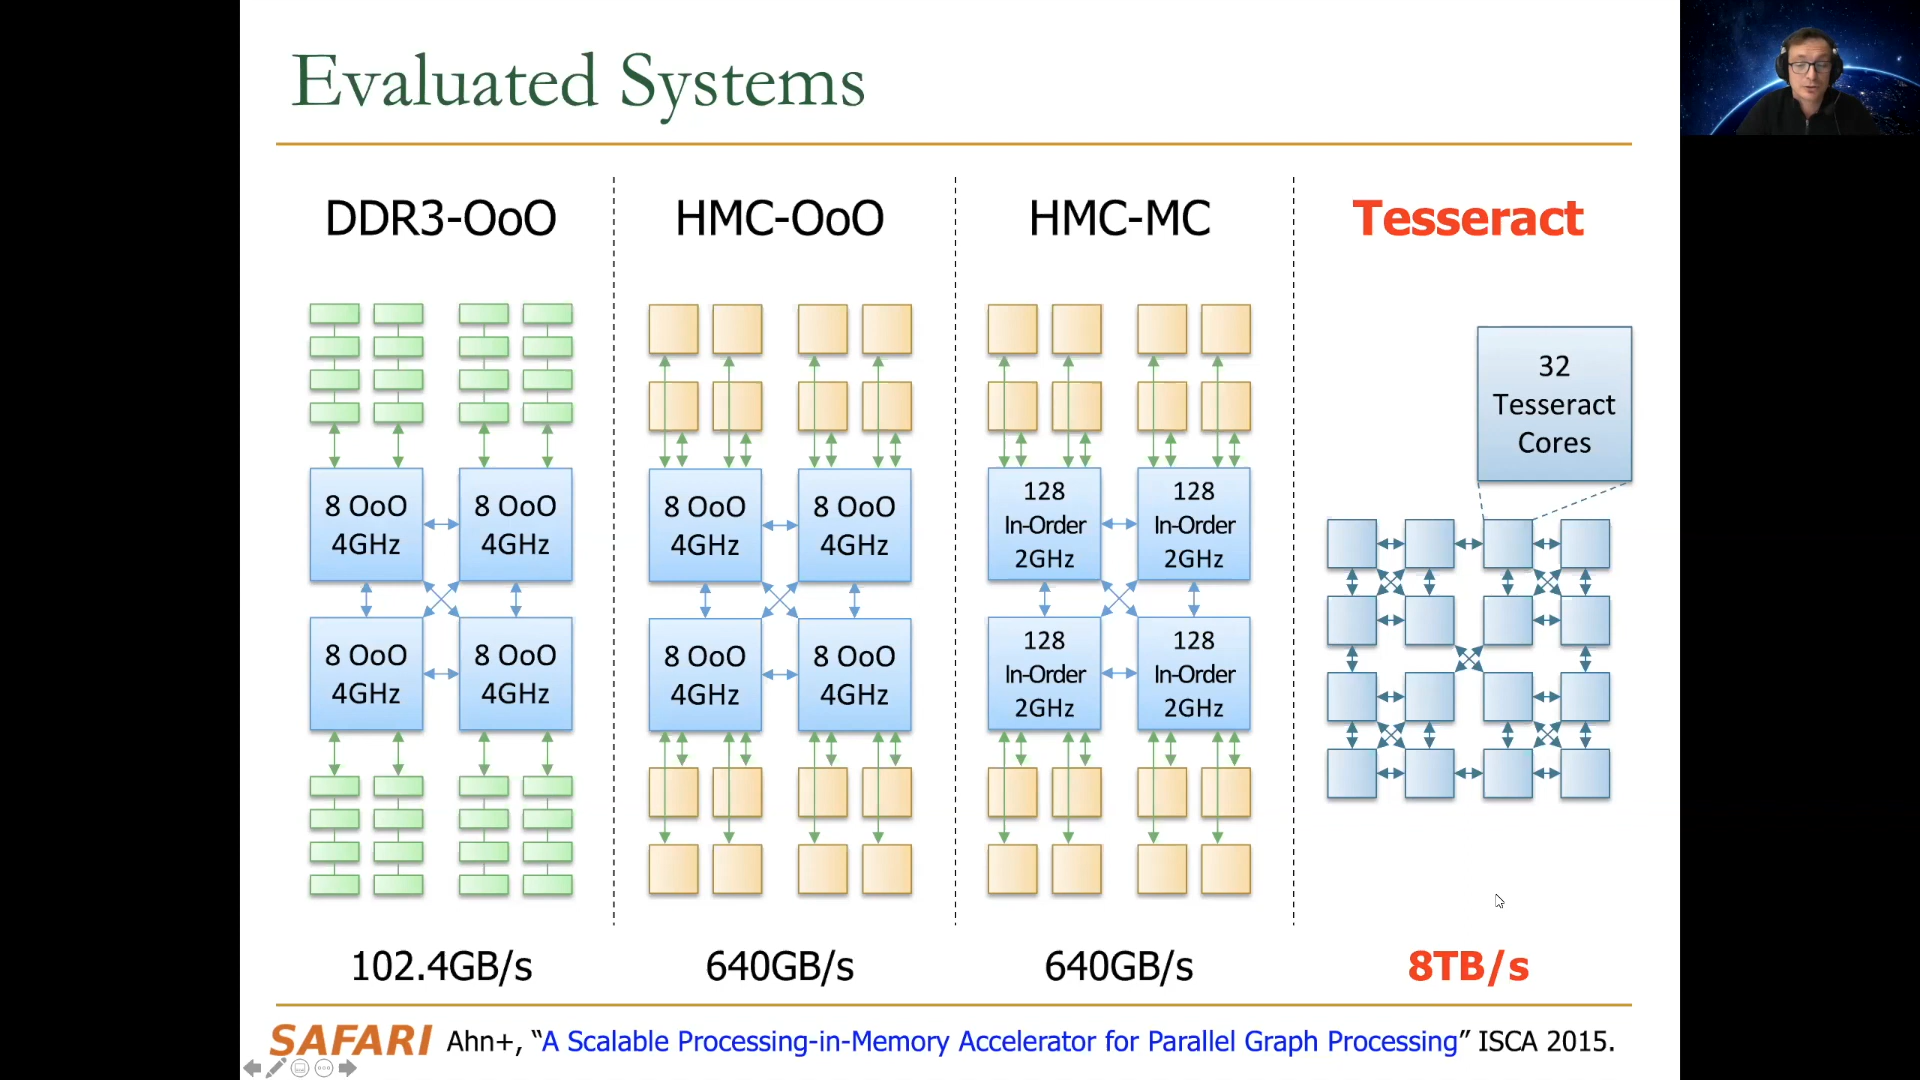 Evaluated Systems
DDR3-OoO
HMC-OoO
HMC-MC
Tesseract
32
Tesseract
Cores
8 OoO
4GHz
8 OoO
4GHz
8 OoO
4GHz
8 OoO
4GHz
8 OoO
4GHz
8 OoO
4GHz
8 OoO
4GHz
8 OoO
4GHz
128
In-Order
2GHz
128
In-Order
2GHz
128
In-Order
2GHz
128
In-Order
2GHz
102.4GB/s
640GB/s
640GB/s
8TB/s
SAFARI Ahn+, “A Scalable Processing-in-Memory Accelerator for Parallel Graph Processing” ISCA 2015.